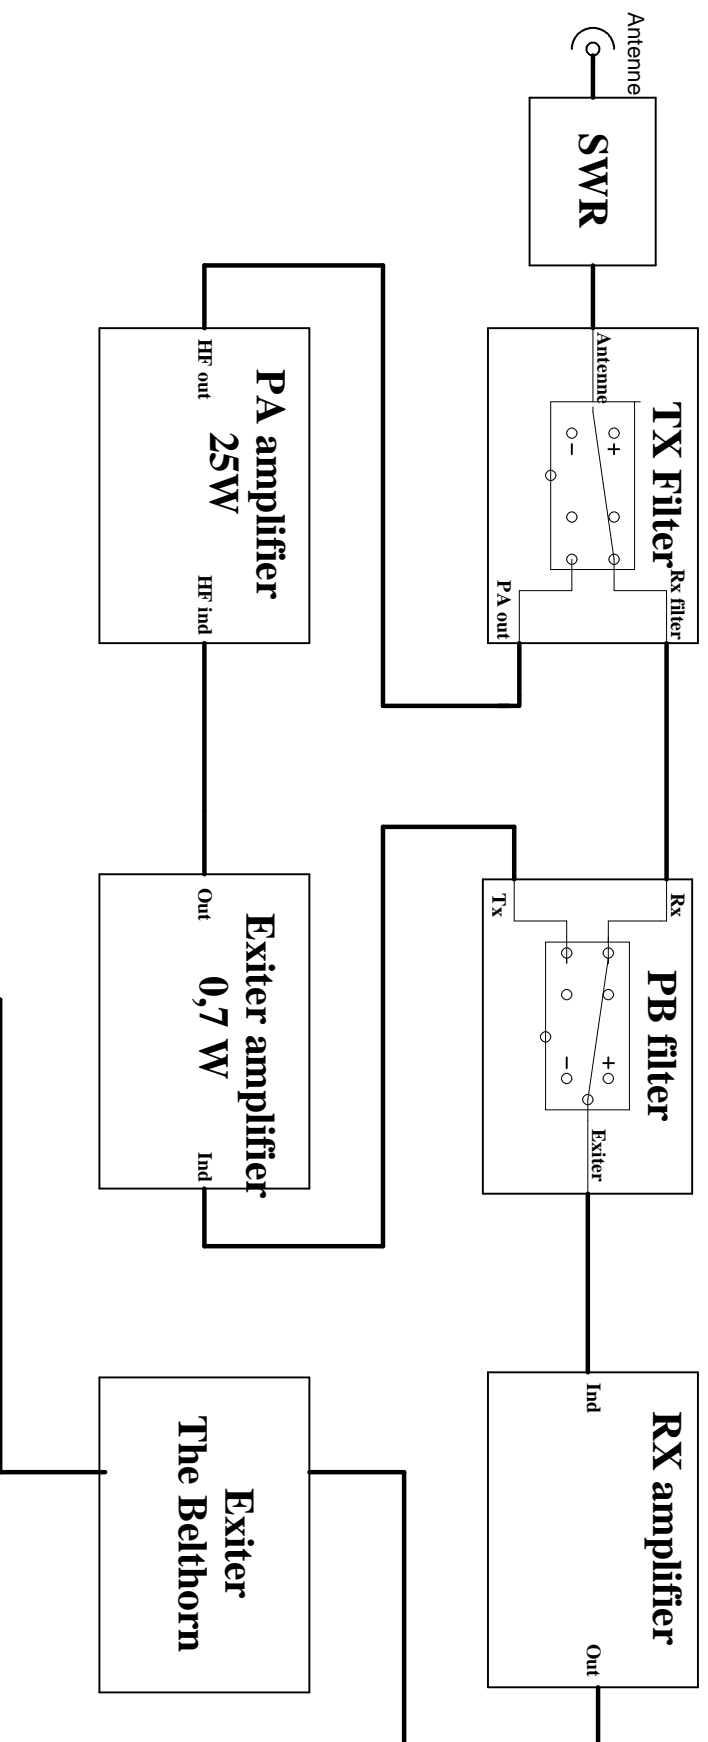 Antenne
SWR
TX Filter
Antenne
+
-
Rx filter
PA out
PB filter
Rx
Tx
+
-
Exiter
RX amplifier
Ind
Out
PA amplifier
25W
HF out
HF ind
Exiter amplifier
0,7 W
Out
Ind
Exiter
The Belthorn